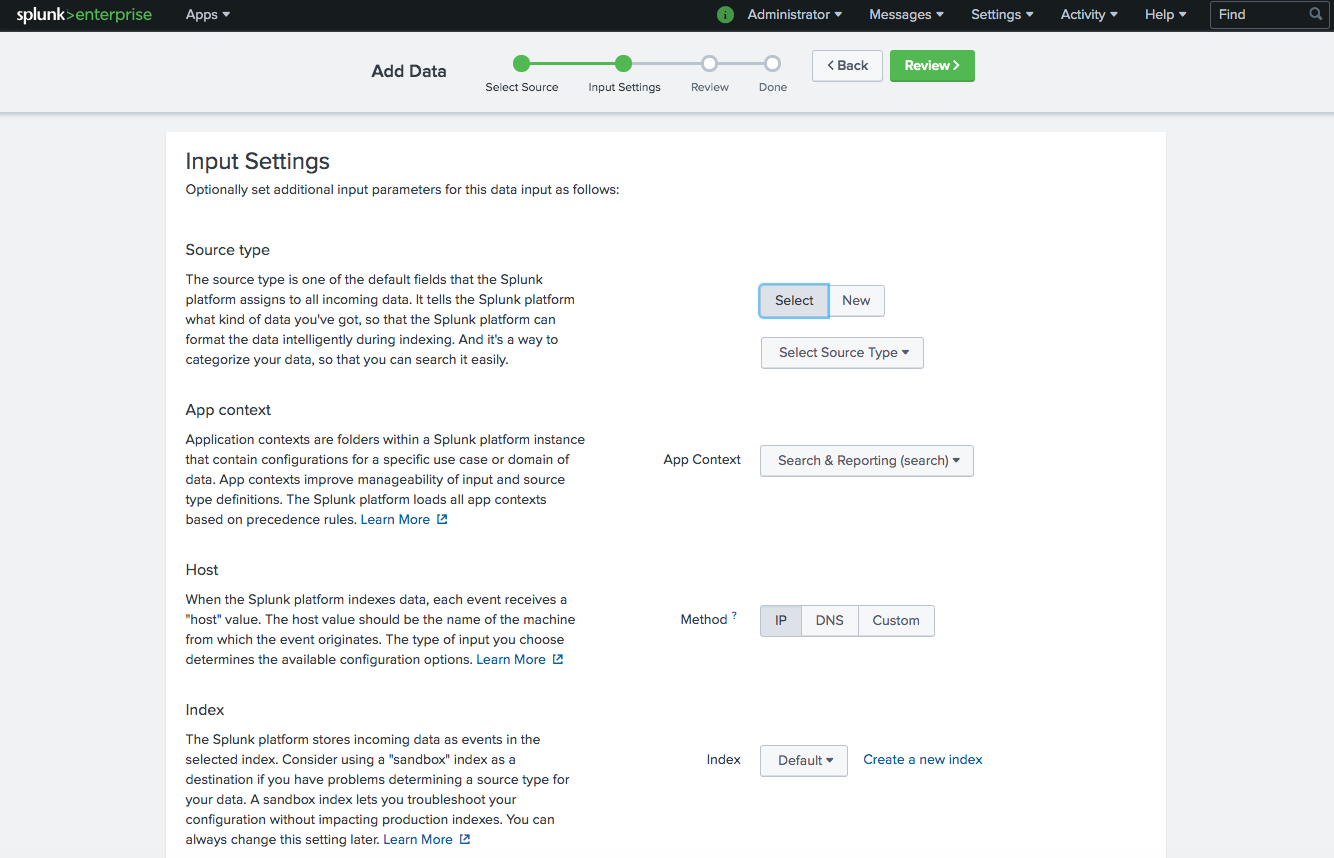 splunk>enterprise Apps Administrator Messages Settings Activity Help Find
Add Data
Select Source Input Settings Review Done
< Back Review >
Input Settings
Optionally set additional input parameters for this data input as follows:
Source type
The source type is one of the default fields that the Splunk
platform assigns to all incoming data. It tells the Splunk platform
what kind of data you've got, so that the Splunk platform can
format the data intelligently during indexing. And it's a way to
categorize your data, so that you can search it easily.
Select New
Select Source Type
App context
Application contexts are folders within a Splunk platform instance
that contain configurations for a specific use case or domain of
data. App contexts improve manageability of input and source
type definitions. The Splunk platform loads all app contexts
based on precedence rules. Learn More
App Context Search & Reporting (search)
Host
When the Splunk platform indexes data, each event receives a
"host" value. The host value should be the name of the machine
from which the event originates. The type of input you choose
determines the available configuration options. Learn More
Method ? IP DNS Custom
Index
The Splunk platform stores incoming data as events in the
selected index. Consider using a "sandbox" index as a
destination if you have problems determining a source type for
your data. A sandbox index lets you troubleshoot your
configuration without impacting production indexes. You can
always change this setting later. Learn More
Index Default Create a new index